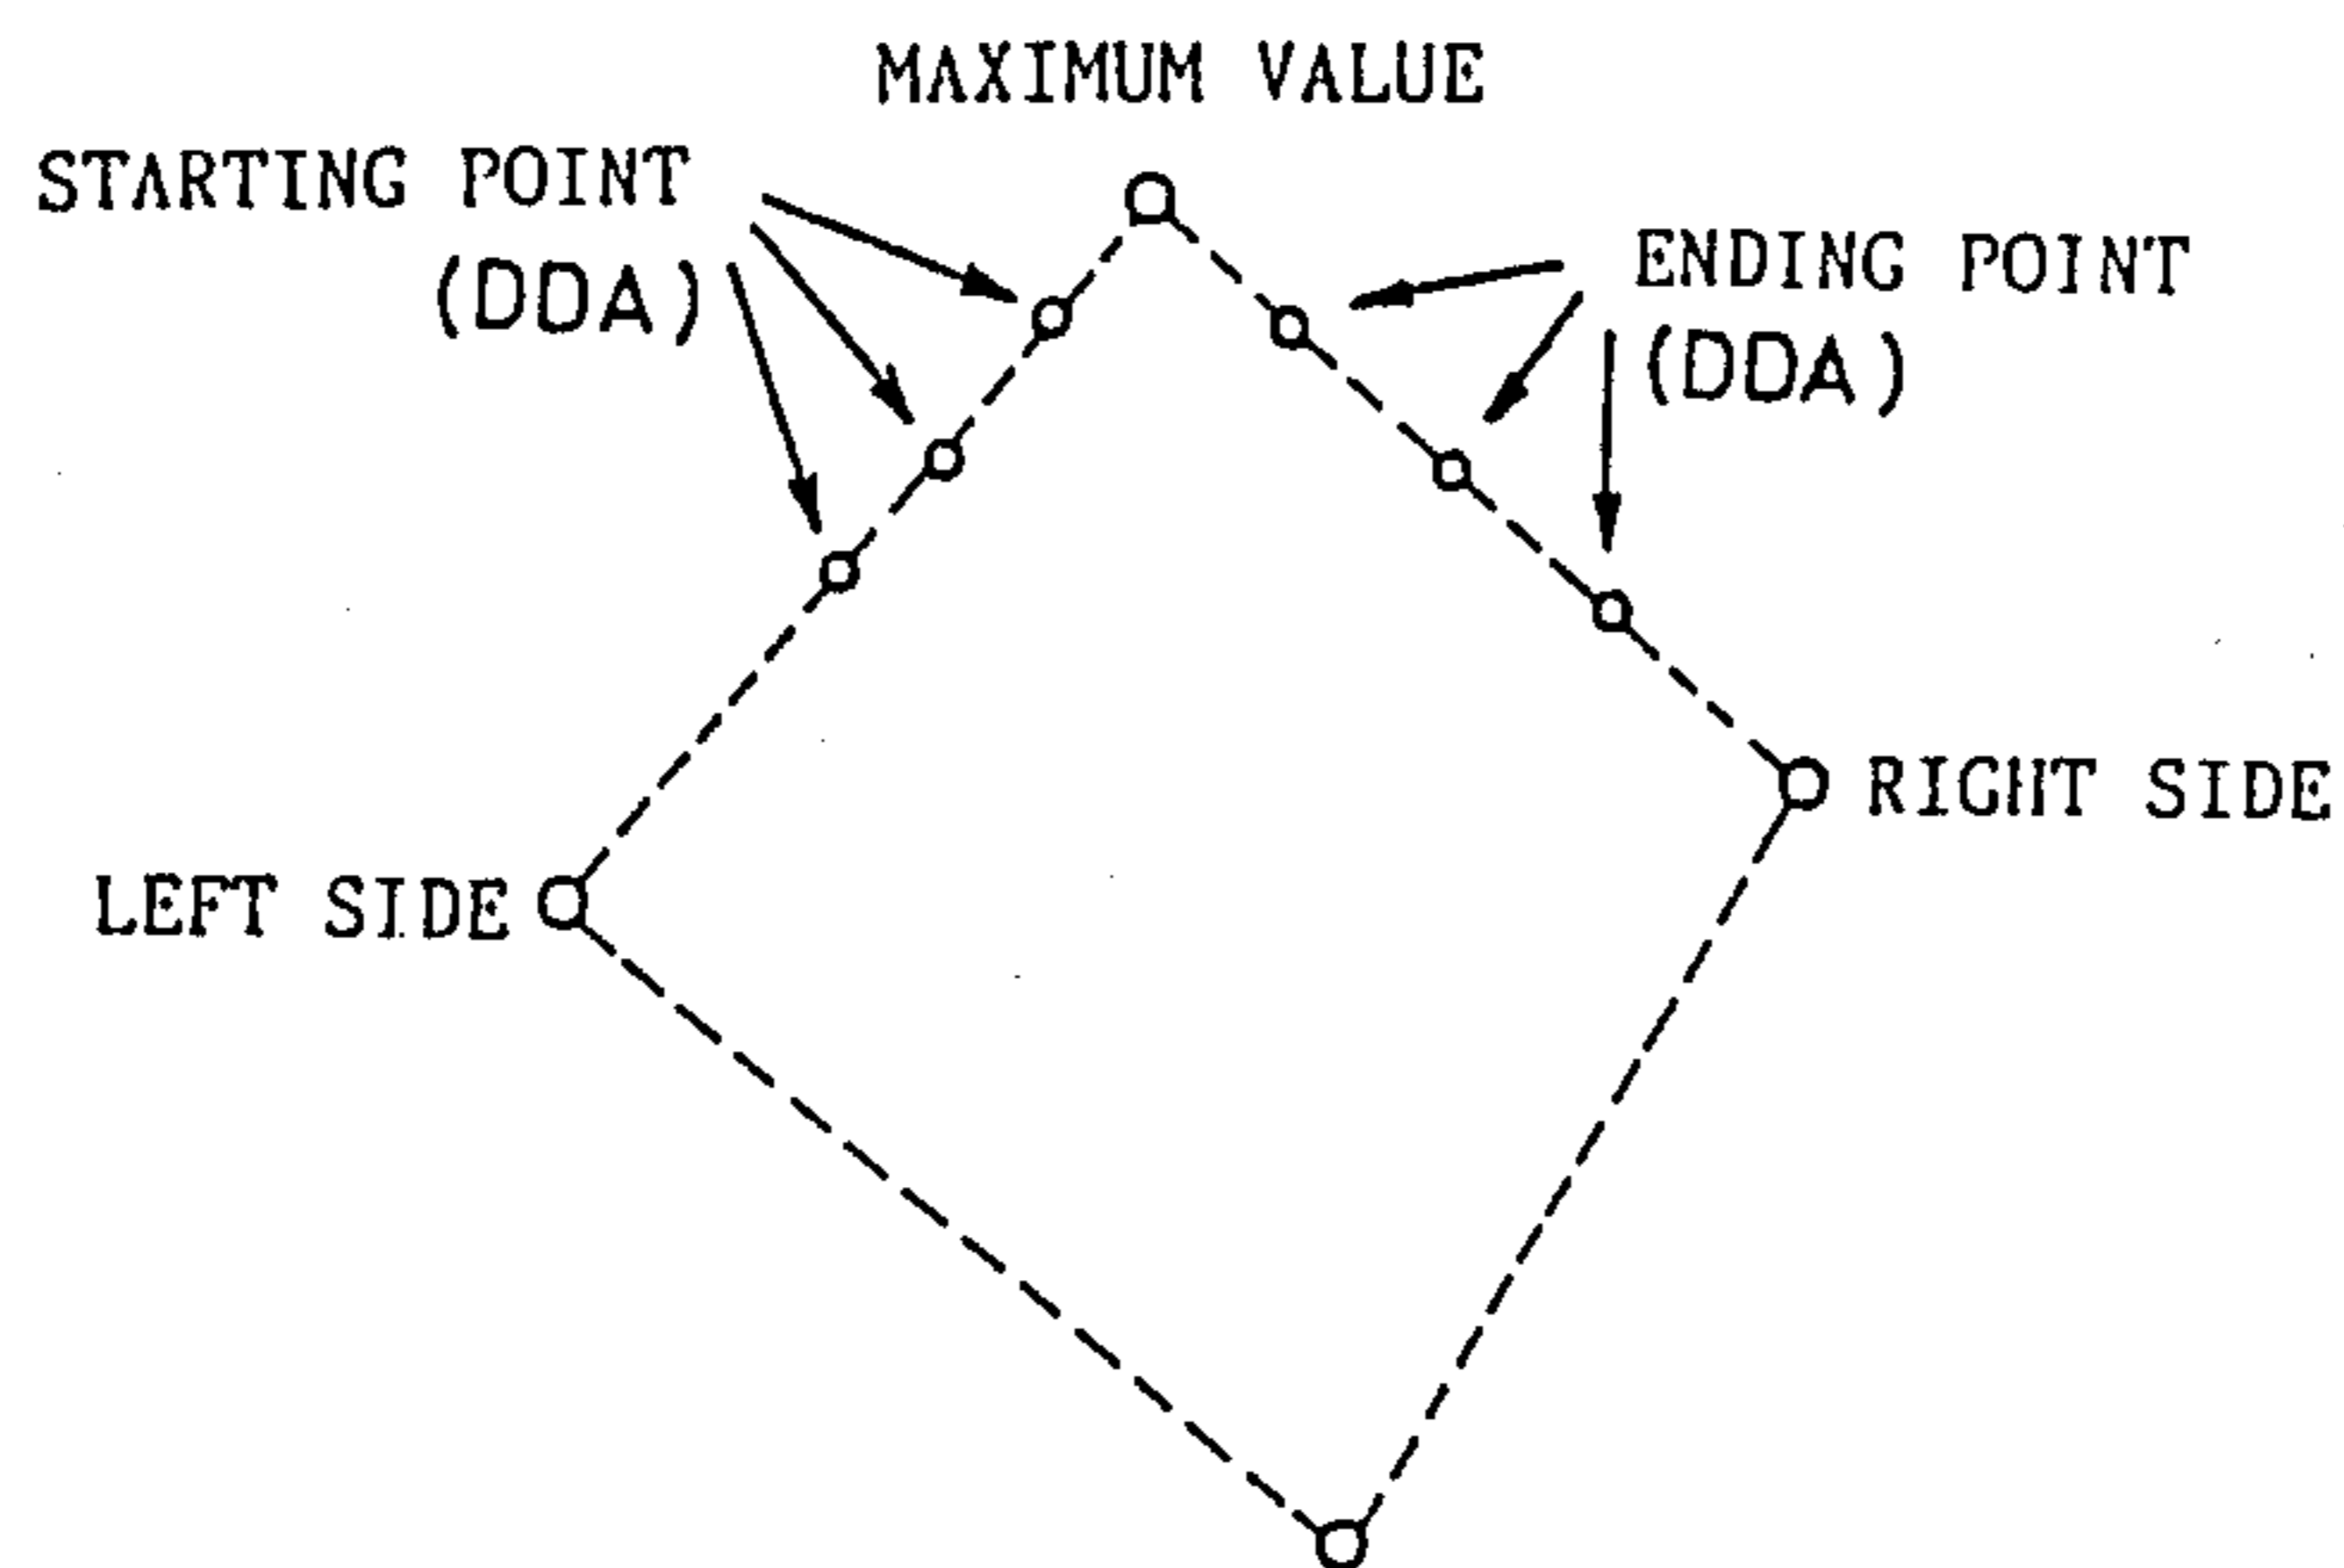 MAXIMUM VALUE
STARTING POINT
(DDA)
ENDING POINT
(DDA)
RIGHT SIDE
LEFT SIDE